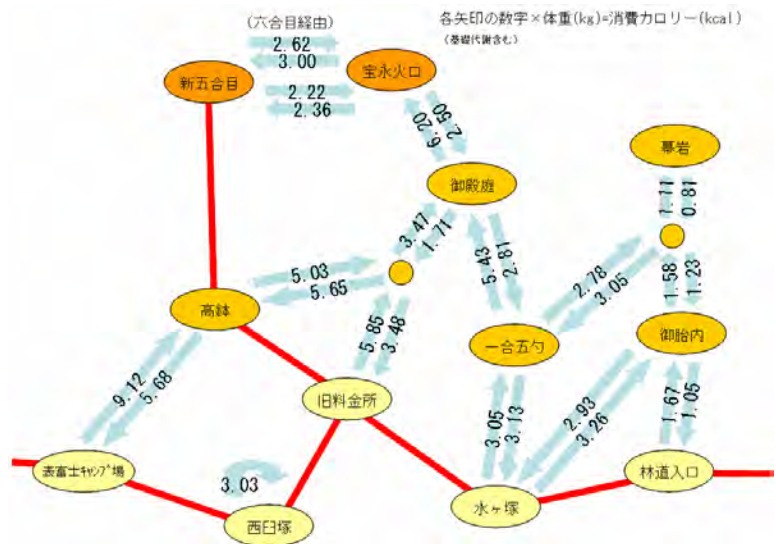 (六合目経由)
各矢印の数字×体重(kg)=消費カロリー(kcal)
(基礎代謝含む)
2.62
3.00
新五合目
宝永火口
2.22
2.36
6.20
2.50
幕岩
御殿庭
1.11
0.81
3.47
1.71
5.43
2.81
5.03
5.65
2.78
3.05
1.58
1.23
高鉢
5.85
3.48
一合五勺
御胎内
9.12
5.68
旧料金所
3.05
3.13
2.93
3.26
1.67
1.05
表富士ｷｬﾝﾌﾟ場
3.03
林道入口
西臼塚
水ヶ塚